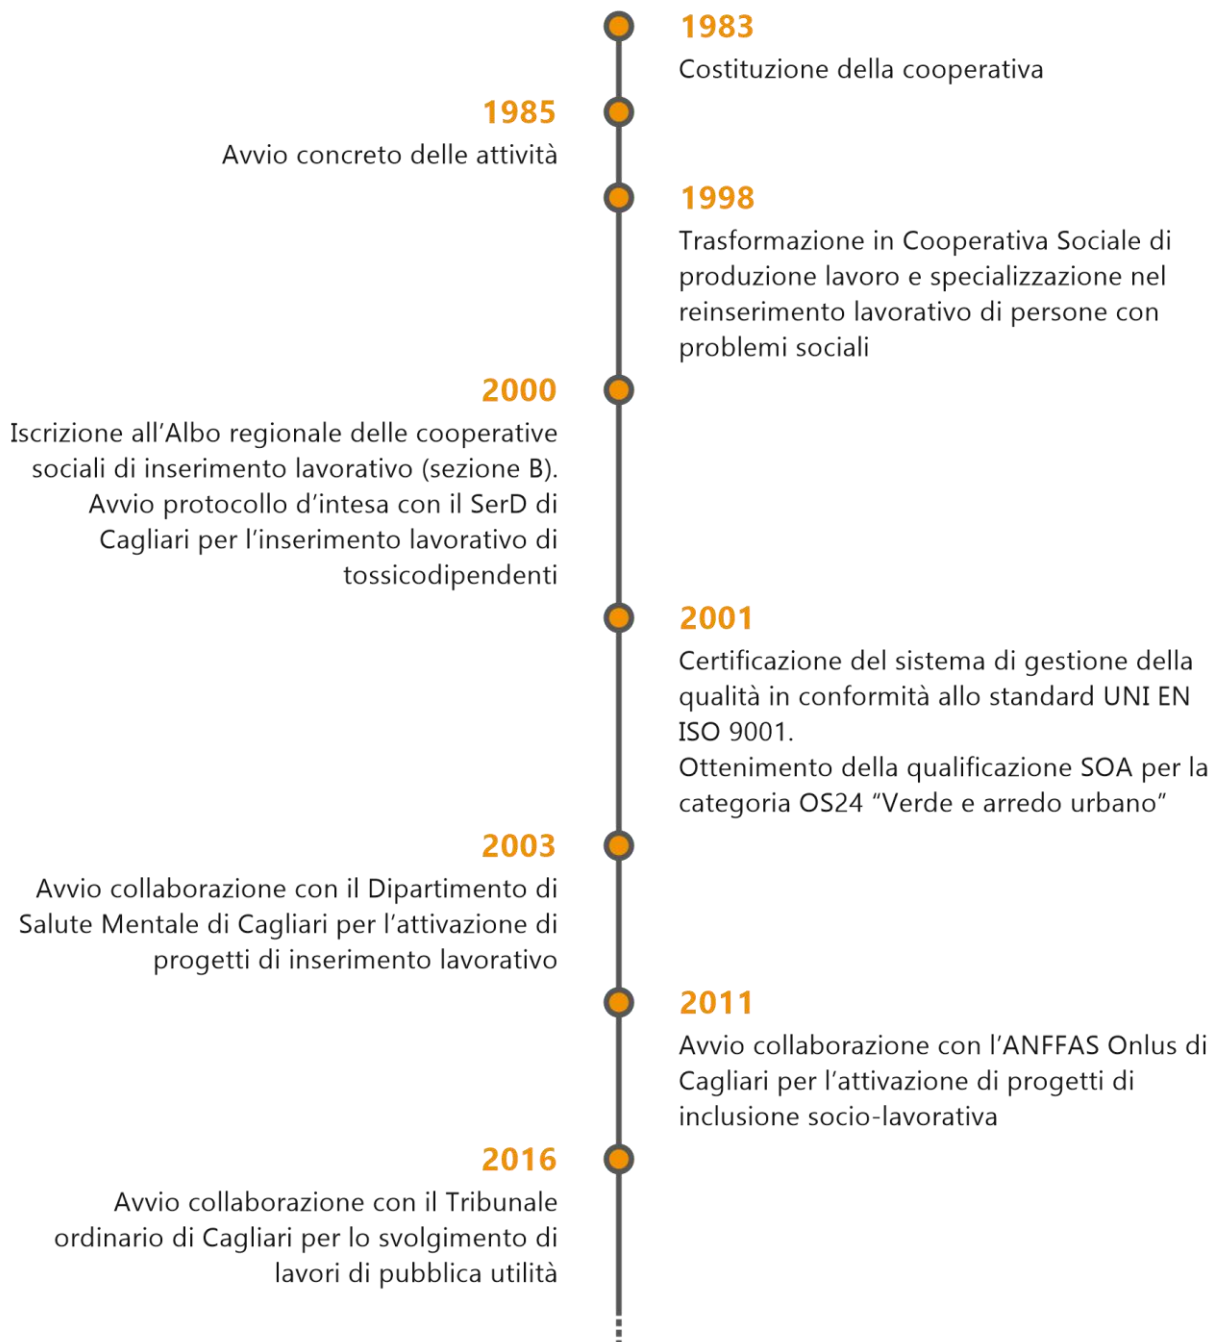 1983
Costituzione della cooperativa
1985
Avvio concreto delle attività
1998
Trasformazione in Cooperativa Sociale di
produzione lavoro e specializzazione nel
reinserimento lavorativo di persone con
problemi sociali
2000
Iscrizione all’Albo regionale delle cooperative
sociali di inserimento lavorativo (sezione B).
Avvio protocollo d’intesa con il SerD di
Cagliari per l’inserimento lavorativo di
tossicodipendenti
2001
Certificazione del sistema di gestione della
qualità in conformità allo standard UNI EN
ISO 9001.
Ottenimento della qualificazione SOA per la
categoria OS24 “Verde e arredo urbano”
2003
Avvio collaborazione con il Dipartimento di
Salute Mentale di Cagliari per l’attivazione di
progetti di inserimento lavorativo
2011
Avvio collaborazione con l’ANFFAS Onlus di
Cagliari per l’attivazione di progetti di
inclusione socio-lavorativa
2016
Avvio collaborazione con il Tribunale
ordinario di Cagliari per lo svolgimento di
lavori di pubblica utilità